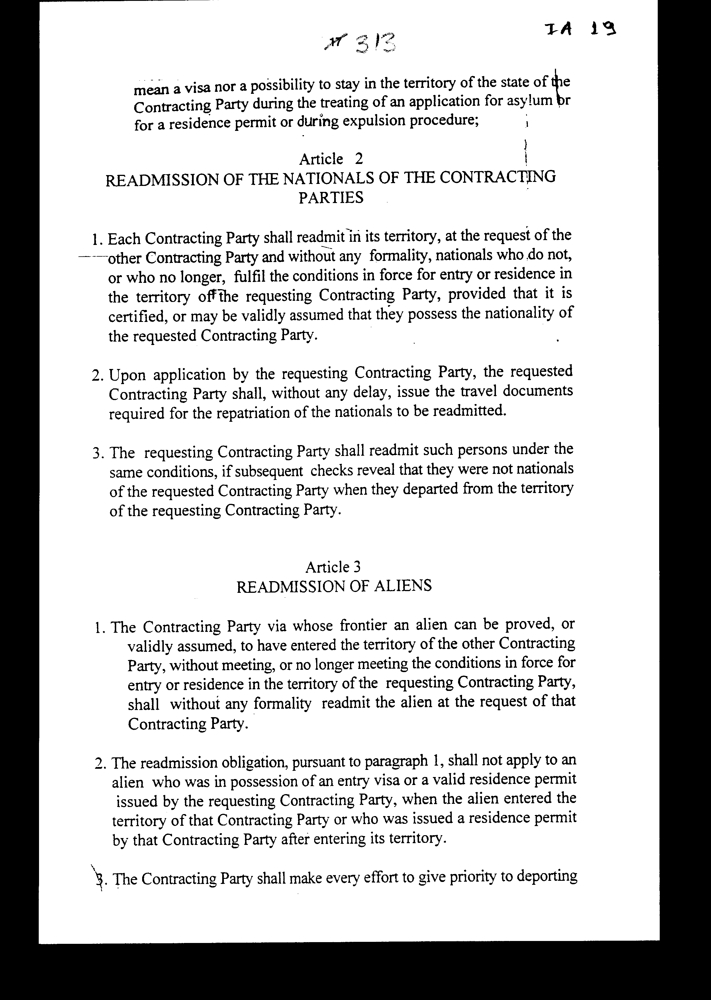 IA 19
313
mean a visa nor a possibility to stay in the territory of the state of the
Contracting Party during the treating of an application for asylum or
for a residence permit or during expulsion procedure;
Article 2
READMISSION OF THE NATIONALS OF THE CONTRACTING
PARTIES
1. Each Contracting Party shall readmit in its territory, at the request of the
other Contracting Party and without any formality, nationals who do not,
or who no longer, fulfil the conditions in force for entry or residence in
the territory of the requesting Contracting Party, provided that it is
certified, or may be validly assumed that they possess the nationality of
the requested Contracting Party.
2. Upon application by the requesting Contracting Party, the requested
Contracting Party shall, without any delay, issue the travel documents
required for the repatriation of the nationals to be readmitted.
3. The requesting Contracting Party shall readmit such persons under the
same conditions, if subsequent checks reveal that they were not nationals
of the requested Contracting Party when they departed from the territory
of the requesting Contracting Party.
Article 3
READMISSION OF ALIENS
1. The Contracting Party via whose frontier an alien can be proved, or
validly assumed, to have entered the territory of the other Contracting
Party, without meeting, or no longer meeting the conditions in force for
entry or residence in the territory of the requesting Contracting Party,
shall without any formality readmit the alien at the request of that
Contracting Party.
2. The readmission obligation, pursuant to paragraph 1, shall not apply to an
alien who was in possession of an entry visa or a valid residence permit
issued by the requesting Contracting Party, when the alien entered the
territory of that Contracting Party or who was issued a residence permit
by that Contracting Party after entering its territory.
3. The Contracting Party shall make every effort to give priority to deporting